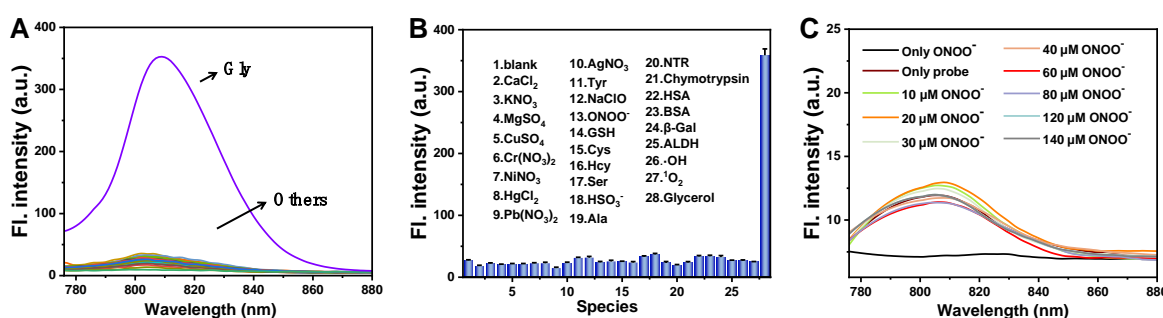 A
Fl. intensity (a.u.)
400
300
200
100
0
Gly
Others
780 800 820 840 860 880
Wavelength (nm)
B
Fl. intensity (a.u.)
400
300
200
100
0
1.blank
2.CaCl₂
3.KNO₃
4.MgSO₄
5.CuSO₄
6.Cr(NO₃)₂
7.NiNO₃
8.HgCl₂
9.Pb(NO₃)₂
10.AgNO₃
11.Tyr
12.NaClO
13.ONOO⁻
14.GSH
15.Cys
16.Hcy
17.Ser
18.HSO₃⁻
19.Ala
20.NTR
21.Chymotrypsin
22.HSA
23.BSA
24.β-Gal
25.ALDH
26.·OH
27.¹O₂
28.Glycerol
5 10 15 20 25
Species
C
Fl. intensity (a.u.)
25
20
15
10
Only ONOO⁻
Only probe
10 μM ONOO⁻
20 μM ONOO⁻
30 μM ONOO⁻
40 μM ONOO⁻
60 μM ONOO⁻
80 μM ONOO⁻
120 μM ONOO⁻
140 μM ONOO⁻
780 800 820 840 860 880
Wavelength (nm)